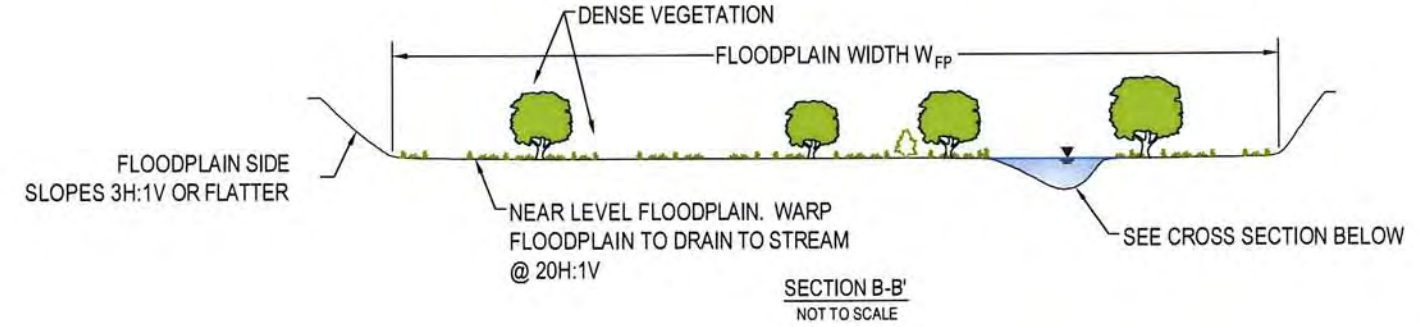 DENSE VEGETATION
FLOODPLAIN WIDTH W_FP
FLOODPLAIN SIDE
SLOPES 3H:1V OR FLATTER
NEAR LEVEL FLOODPLAIN. WARP
FLOODPLAIN TO DRAIN TO STREAM
@ 20H:1V
SEE CROSS SECTION BELOW
SECTION B-B'
NOT TO SCALE